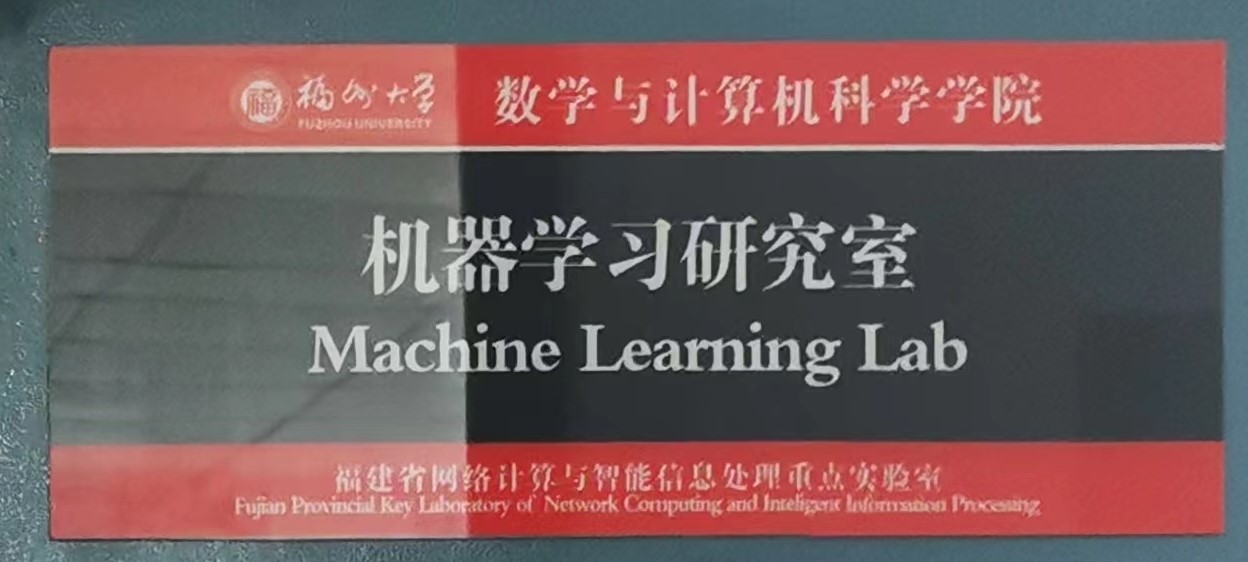 福州大学 数学与计算机科学学院
FUZHOU UNIVERSITY
机器学习研究室
Machine Learning Lab
福建省网络计算与智能信息处理重点实验室
Fujian Provincial Key Laboratory of Network Computing and Inteligent Information Processing